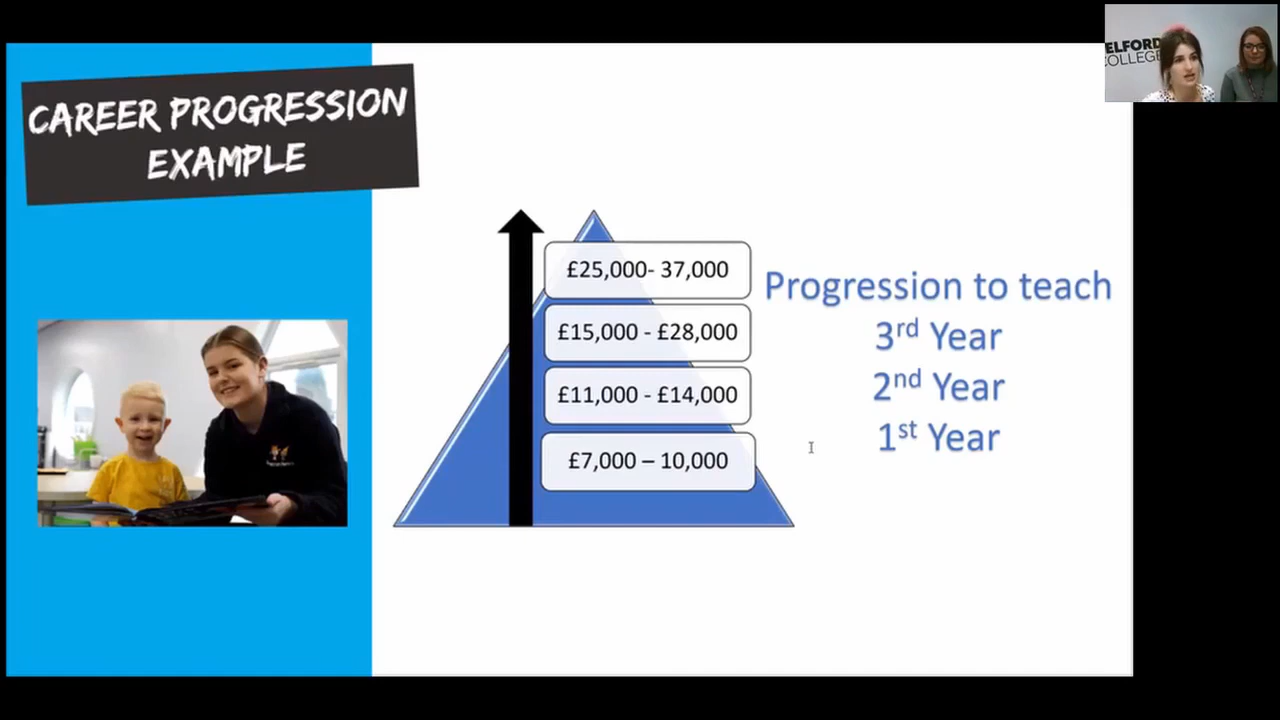 CAREER PROGRESSION
EXAMPLE
£25,000- 37,000
£15,000 - £28,000
£11,000 - £14,000
£7,000 – 10,000
Progression to teach
3rd Year
2nd Year
1st Year
ELFORD
COLLEGE